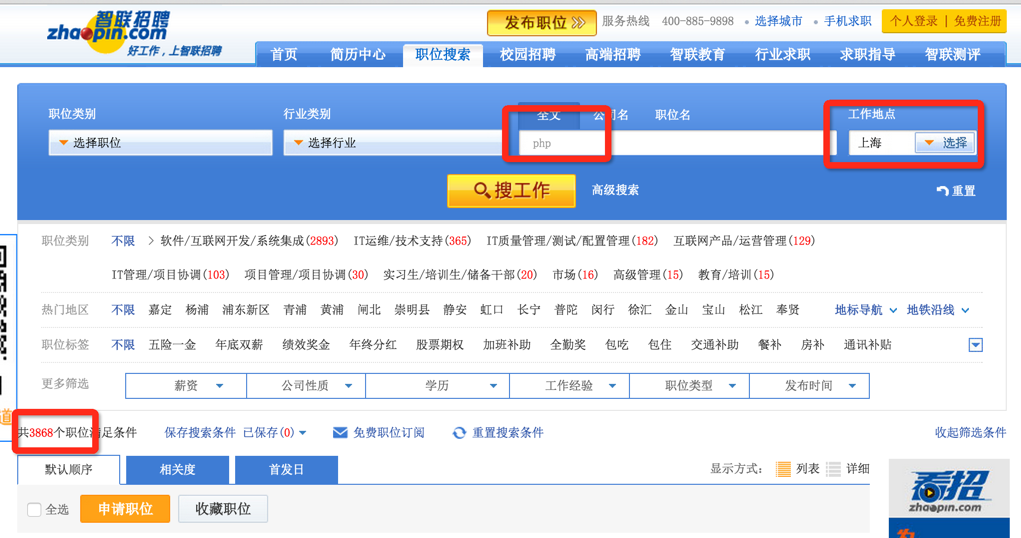 智联招聘
zhaopin.com
好工作，上智联招聘
发布职位 服务热线 400-885-9898 • 选择城市 • 手机求职 个人登录 | 免费注册
首页 简历中心 职位搜索 校园招聘 高端招聘 智联教育 行业求职 求职指导 智联测评
职位类别 行业类别 全文 公司名 职位名 工作地点
选择职位 选择行业 php 上海 选择
搜工作 高级搜索 重置
职位类别 不限 > 软件/互联网开发/系统集成(2893) IT运维/技术支持(365) IT质量管理/测试/配置管理(182) 互联网产品/运营管理(129)
IT管理/项目协调(103) 项目管理/项目协调(30) 实习生/培训生/储备干部(20) 市场(16) 高级管理(15) 教育/培训(15)
热门地区 不限 嘉定 杨浦 浦东新区 青浦 黄浦 闸北 崇明县 静安 虹口 长宁 普陀 闵行 徐汇 金山 宝山 松江 奉贤 地标导航 地铁沿线
职位标签 不限 五险一金 年底双薪 绩效奖金 年终分红 股票期权 加班补助 全勤奖 包吃 包住 交通补助 餐补 房补 通讯补贴
更多筛选 薪资 公司性质 学历 工作经验 职位类型 发布时间
道
共3868个职位满足条件 保存搜索条件 已保存(0) 免费职位订阅 重置搜索条件 收起筛选条件
默认顺序 相关度 首发日 显示方式： 列表 详细
全选 申请职位 收藏职位
看招
zhaopin.com